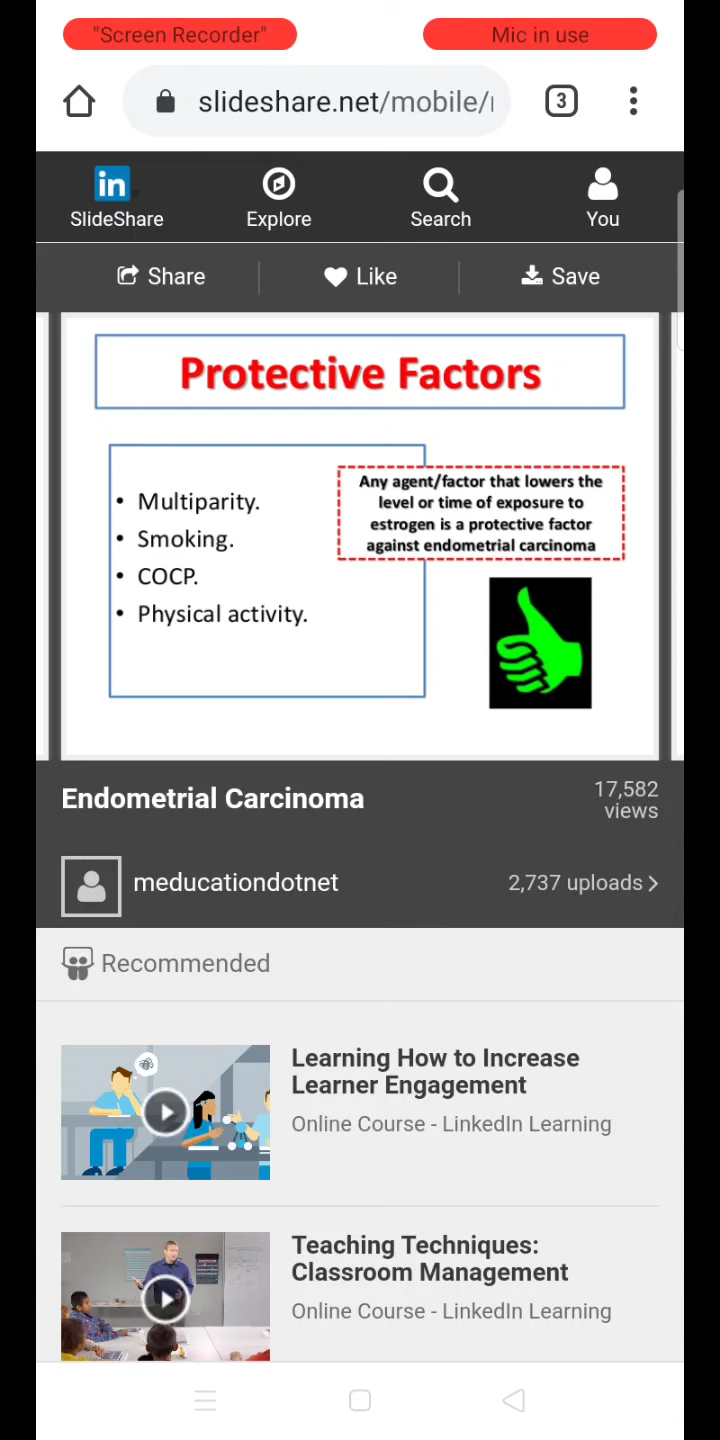 "Screen Recorder"
Mic in use
slideshare.net/mobile/
3
in
SlideShare
Explore
Search
You
Share
Like
Save
Protective Factors
• Multiparity.
• Smoking.
• COCP.
• Physical activity.
Any agent/factor that lowers the
level or time of exposure to
estrogen is a protective factor
against endometrial carcinoma
Endometrial Carcinoma
17,582
views
meducationdotnet
2,737 uploads
Recommended
Learning How to Increase
Learner Engagement
Online Course - LinkedIn Learning
Teaching Techniques:
Classroom Management
Online Course - LinkedIn Learning